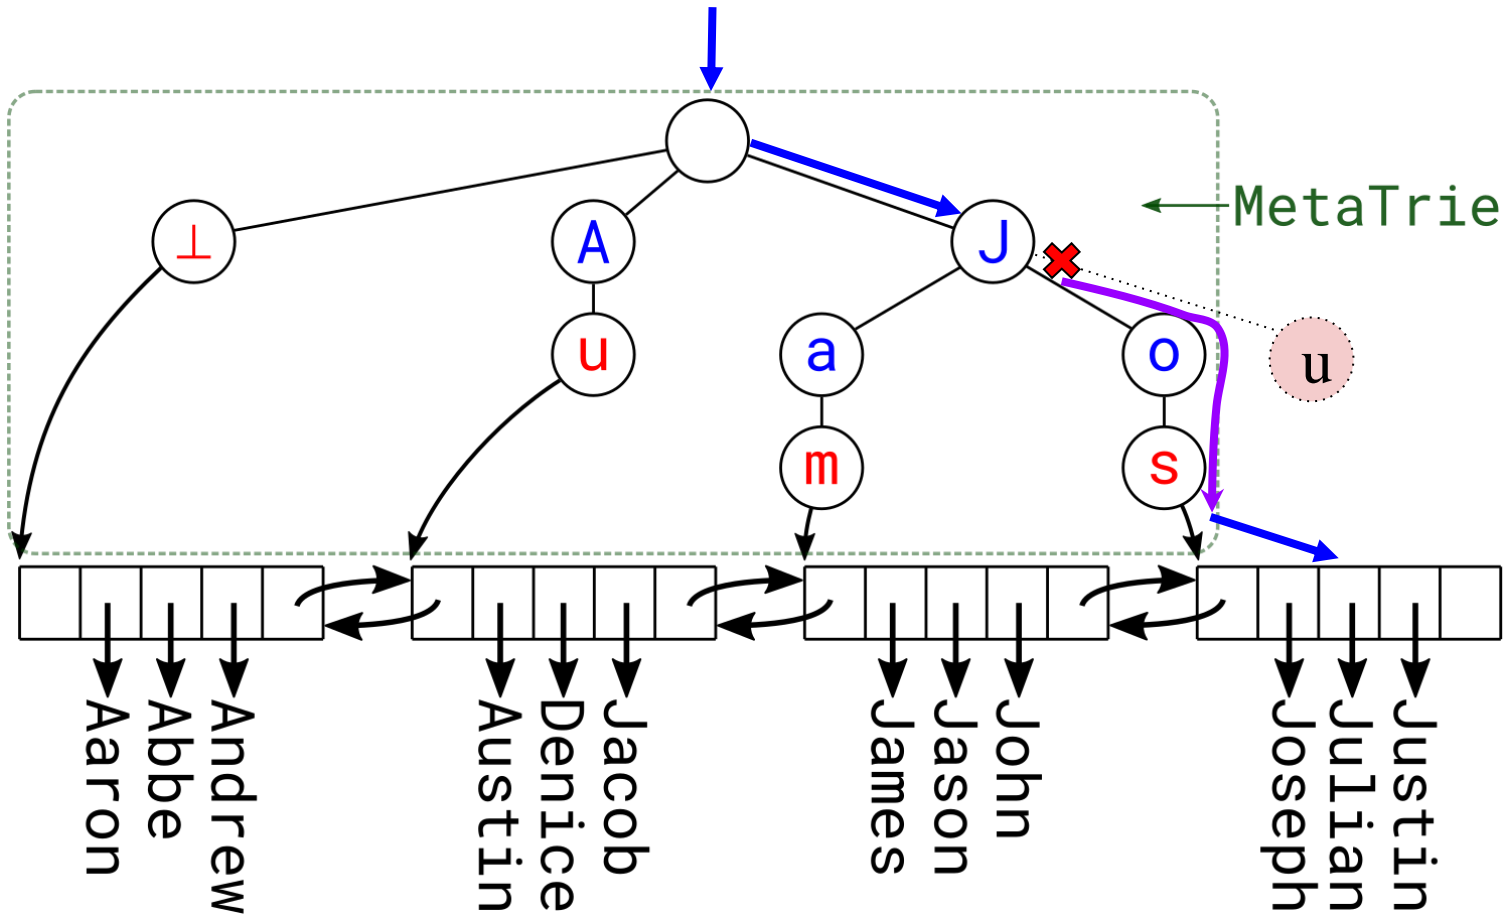 MetaTrie
⊥
A
J
u
a
o
u
m
s
Aaron
Abbe
Andrew
Austin
Denice
Jacob
James
Jason
John
Joseph
Julian
Justin